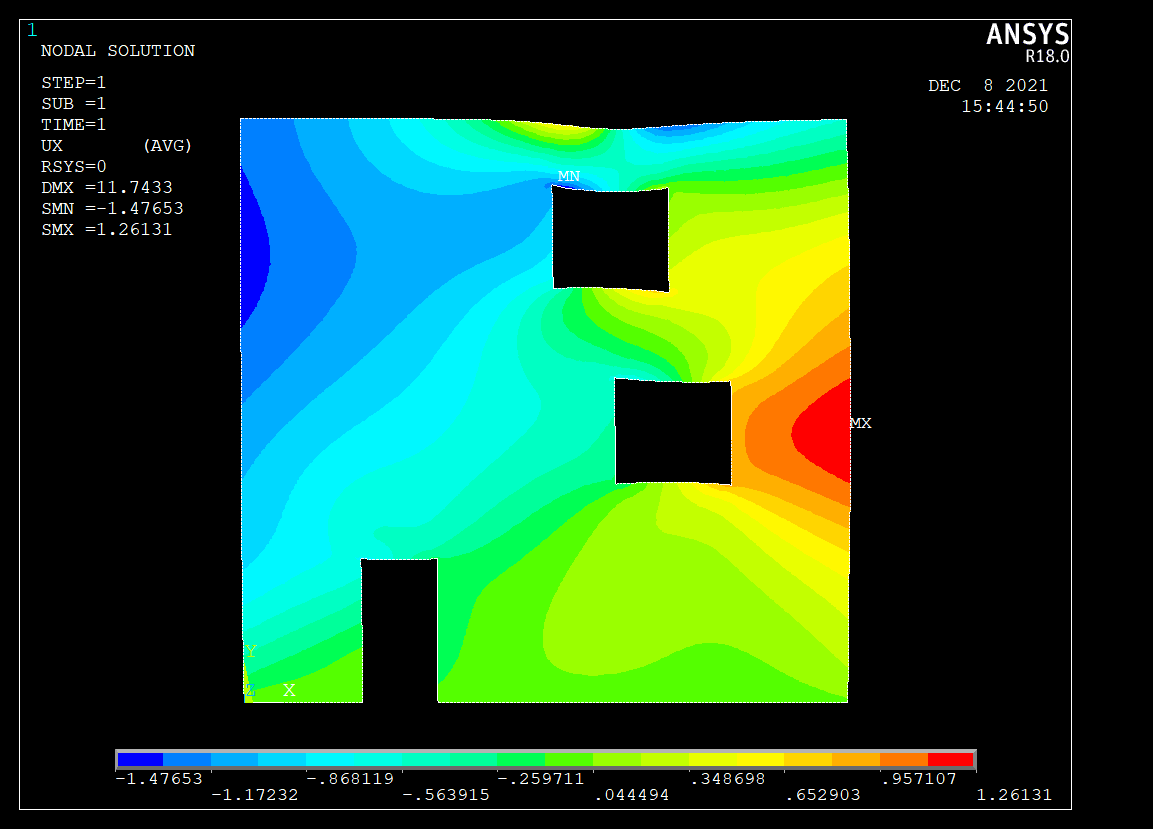 1
ANSYS
R18.0
NODAL SOLUTION
STEP=1
SUB =1
TIME=1
UX (AVG)
RSYS=0
DMX =11.7433
SMN =-1.47653
SMX =1.26131
DEC 8 2021
15:44:50
MN
MX
Y
Z X
-1.47653 -.868119 -.259711 .348698 .957107
-1.17232 -.563915 .044494 .652903 1.26131